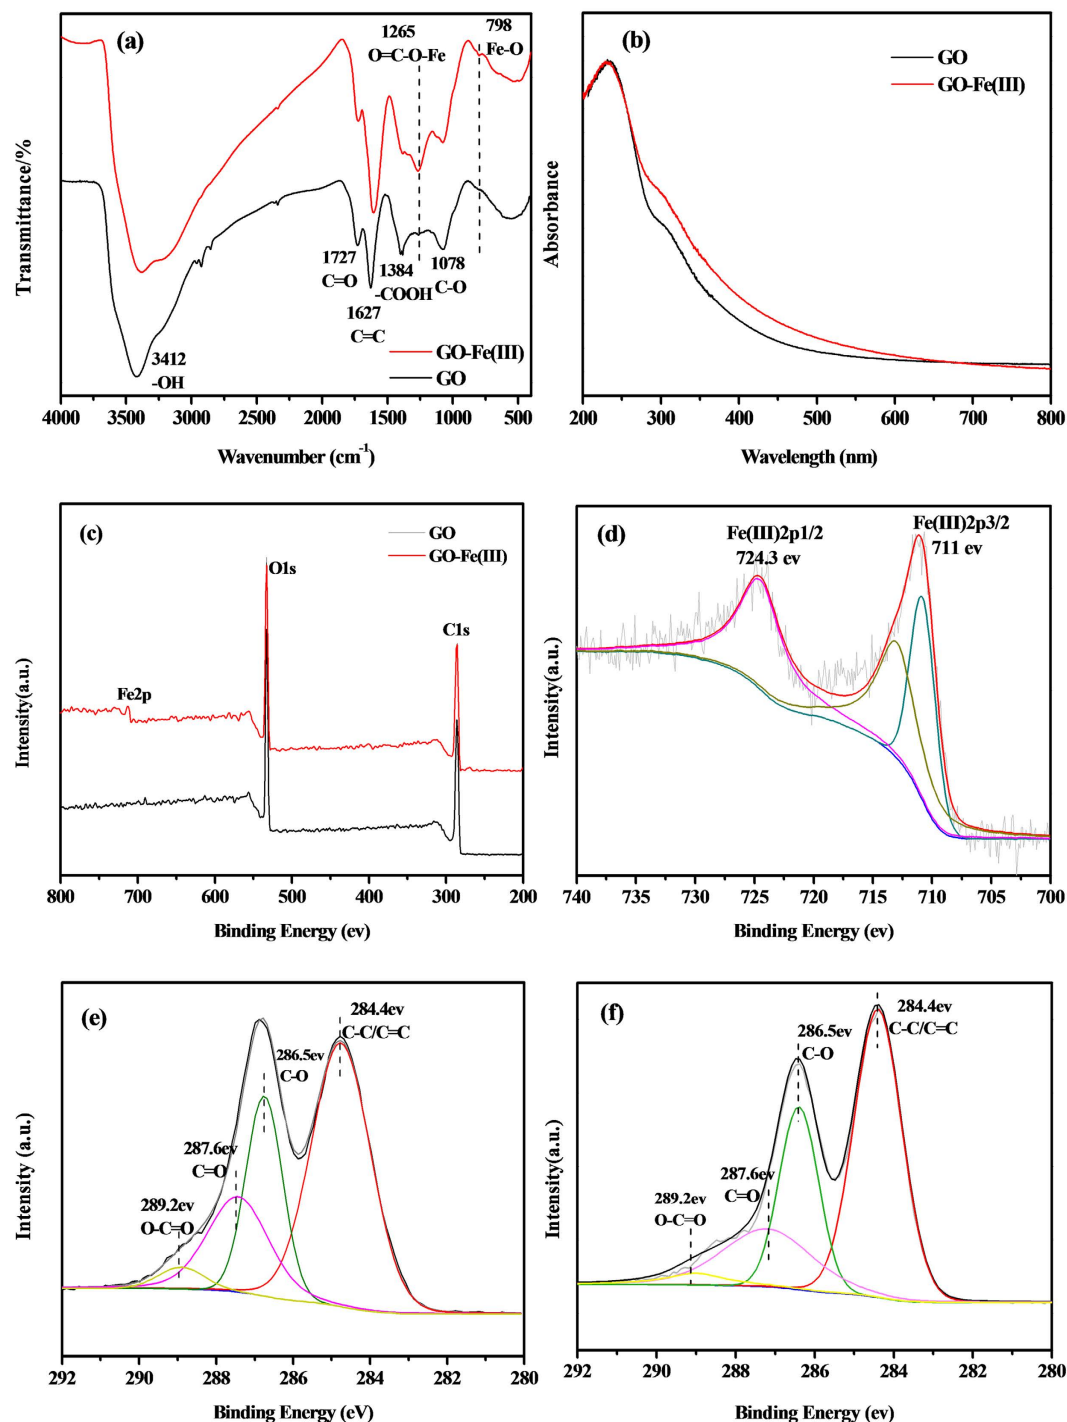 (a)
1265
O=C-O-Fe
798
Fe-O
1727
C=O
1627
C=C
1384
-COOH
1078
C-O
3412
-OH
GO-Fe(III)
GO
Transmittance/%
4000 3500 3000 2500 2000 1500 1000 500
Wavenumber (cm-1)
(b)
GO
GO-Fe(III)
Absorbance
200 300 400 500 600 700 800
Wavelength (nm)
(c)
GO
GO-Fe(III)
O1s
C1s
Fe2p
Intensity(a.u.)
800 700 600 500 400 300 200
Binding Energy (ev)
(d)
Fe(III)2p1/2
724.3 ev
Fe(III)2p3/2
711 ev
Intensity(a.u.)
740 735 730 725 720 715 710 705 700
Binding Energy (ev)
(e)
284.4ev
C-C/C=C
286.5ev
C-O
287.6ev
C=O
289.2ev
O-C=O
Intensity (a.u.)
292 290 288 286 284 282 280
Binding Energy (eV)
(f)
284.4ev
C-C/C=C
286.5ev
C-O
287.6ev
C=O
289.2ev
O-C=O
Intensity(a.u.)
292 290 288 286 284 282 280
Binding Energy (ev)